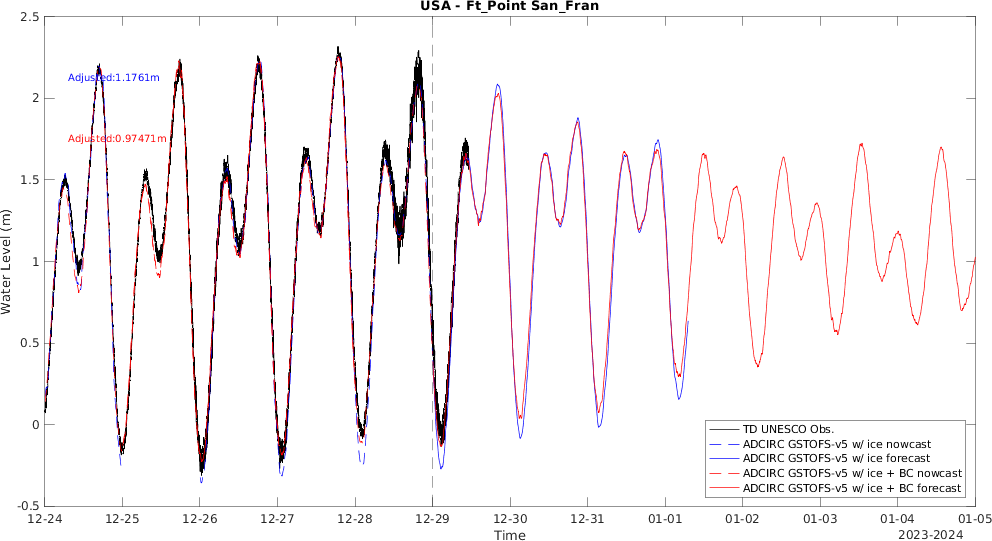 USA - Ft_Point San_Fran
2.5
2
1.5
1
0.5
0
-0.5
Water Level (m)
Adjusted:1.1761m
Adjusted:0.97471m
TD UNESCO Obs.
ADCIRC GSTOFS-v5 w/ ice nowcast
ADCIRC GSTOFS-v5 w/ ice forecast
ADCIRC GSTOFS-v5 w/ ice + BC nowcast
ADCIRC GSTOFS-v5 w/ ice + BC forecast
12-24 12-25 12-26 12-27 12-28 12-29 12-30 12-31 01-01 01-02 01-03 01-04 01-05
Time
2023-2024